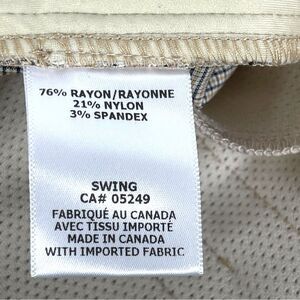 76% RAYON/RAYONNE
21% NYLON
3% SPANDEX
SWING
CA# 05249
FABRIQUÉ AU CANADA
AVEC TISSU IMPORTÉ
MADE IN CANADA
WITH IMPORTED FABRIC